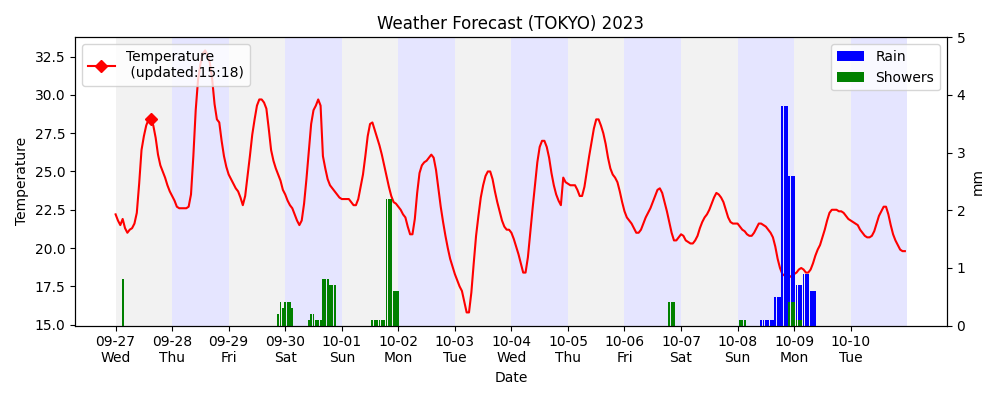 Weather Forecast (TOKYO) 2023
Temperature
(updated:15:18)
Rain
Showers
32.5
30.0
27.5
25.0
22.5
20.0
17.5
15.0
Temperature
5
4
3
2
1
0
mm
09-27 09-28 09-29 09-30 10-01 10-02 10-03 10-04 10-05 10-06 10-07 10-08 10-09 10-10
Wed Thu Fri Sat Sun Mon Tue Wed Thu Fri Sat Sun Mon Tue
Date